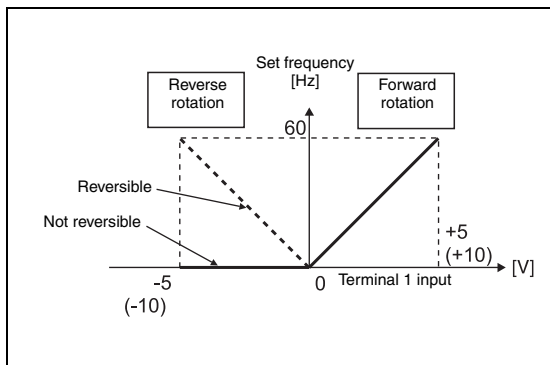 Set frequency
[Hz]
Reverse
rotation
Forward
rotation
60
Reversible
Not reversible
+5
(+10)
-5
(-10)
0
Terminal 1 input
[V]